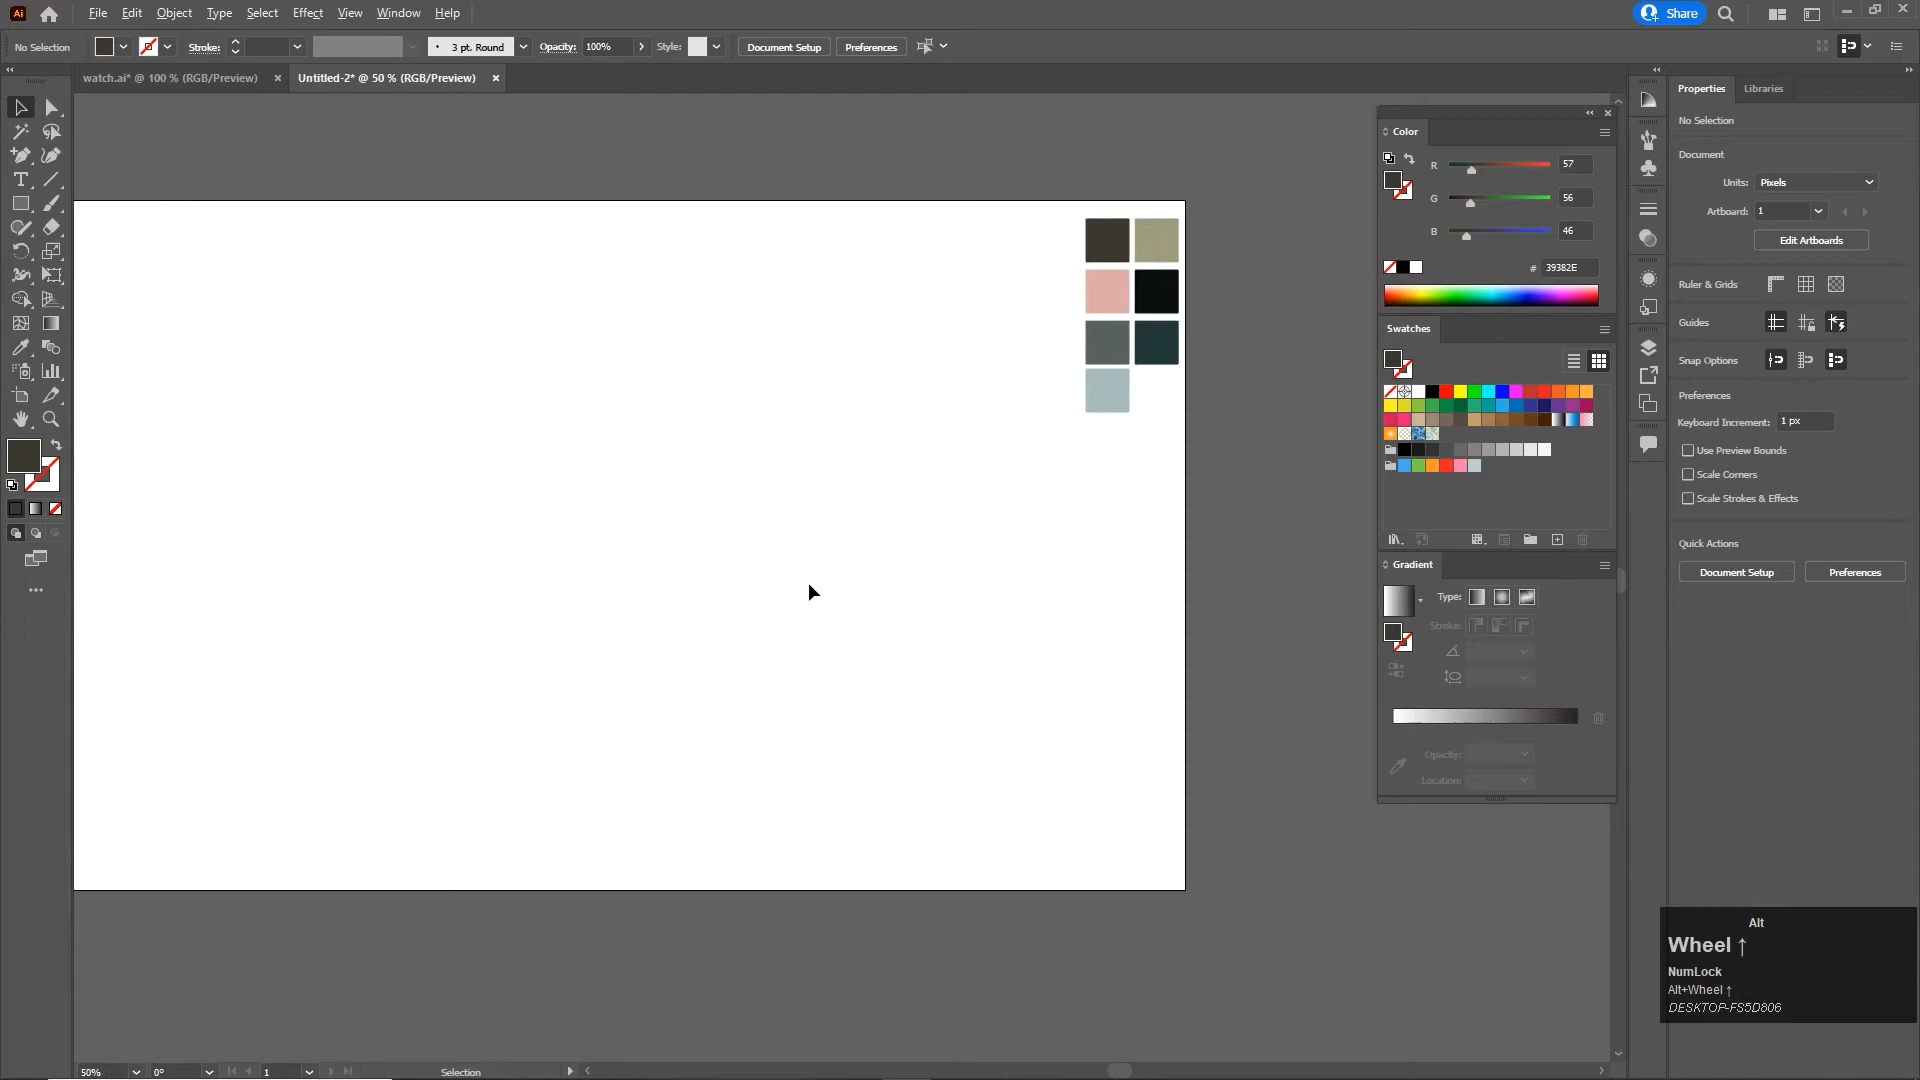 Ai File Edit Object Type Select Effect View Window Help Share
No Selection Stroke: 3 pt. Round Opacity: 100% Style: Document Setup Preferences
watch.ai* @ 100 % (RGB/Preview) × Untitled-2* @ 50 % (RGB/Preview) ×
Properties Libraries
No Selection
Document
Units: Pixels
Artboard: 1
Edit Artboards
Ruler & Grids
Guides
Snap Options
Preferences
Keyboard Increment: 1 px
Use Preview Bounds
Scale Corners
Scale Strokes & Effects
Quick Actions
Document Setup Preferences
Color
R 57
G 56
B 46
# 39382E
Swatches
Gradient
Type:
Stroke:
Opacity:
Location:
Alt
Wheel ↑
NumLock
Alt+Wheel ↑
DESKTOP-FS5D806
50% 0° 1 Selection